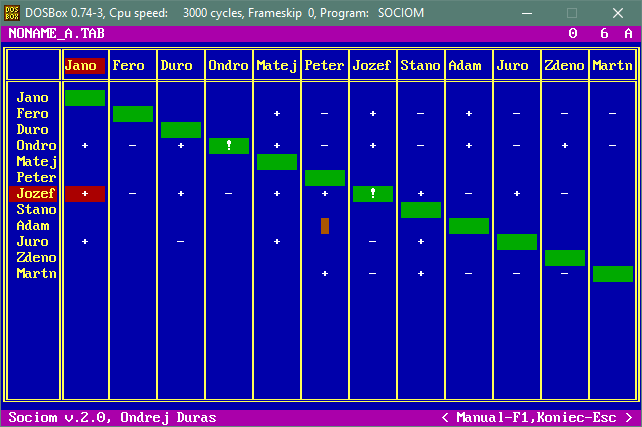 DOSBox 0.74-3, Cpu speed: 3000 cycles, Frameskip 0, Program: SOCIOM
DOS BOX
NONAME_A.TAB 0 6 A
Jano Fero Duro Ondro Matej Peter Jozef Stano Adam Juro Zdeno Martn
Jano
Fero + - + - + - - -
Duro
Ondro + - + ! + - + - + - + -
Matej
Peter
Jozef + - + - + + ! + - + -
Stano
Adam
Juro + - + - +
Zdeno
Martn + - + - - -
Sociom v.2.0, Ondrej Duras < Manual-F1,Koniec-Esc >